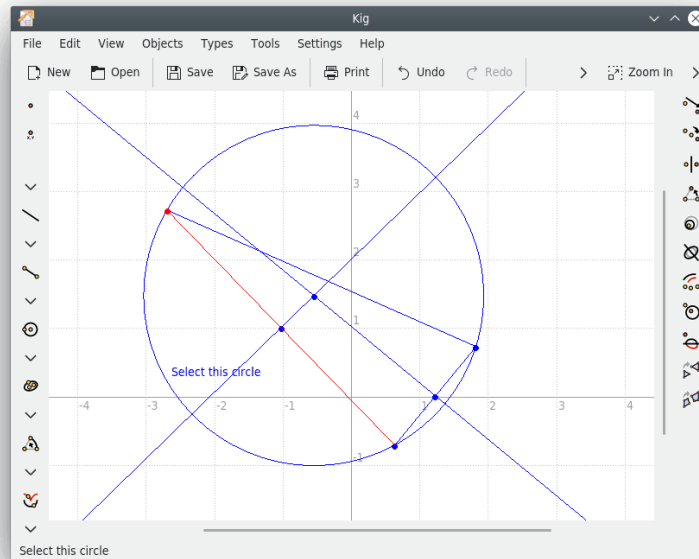 Kig
File Edit View Objects Types Tools Settings Help
New Open Save Save As Print Undo Redo Zoom In
4
3
2
1
-4 -3 -2 -1 1 2 3 4
-1
Select this circle
Select this circle